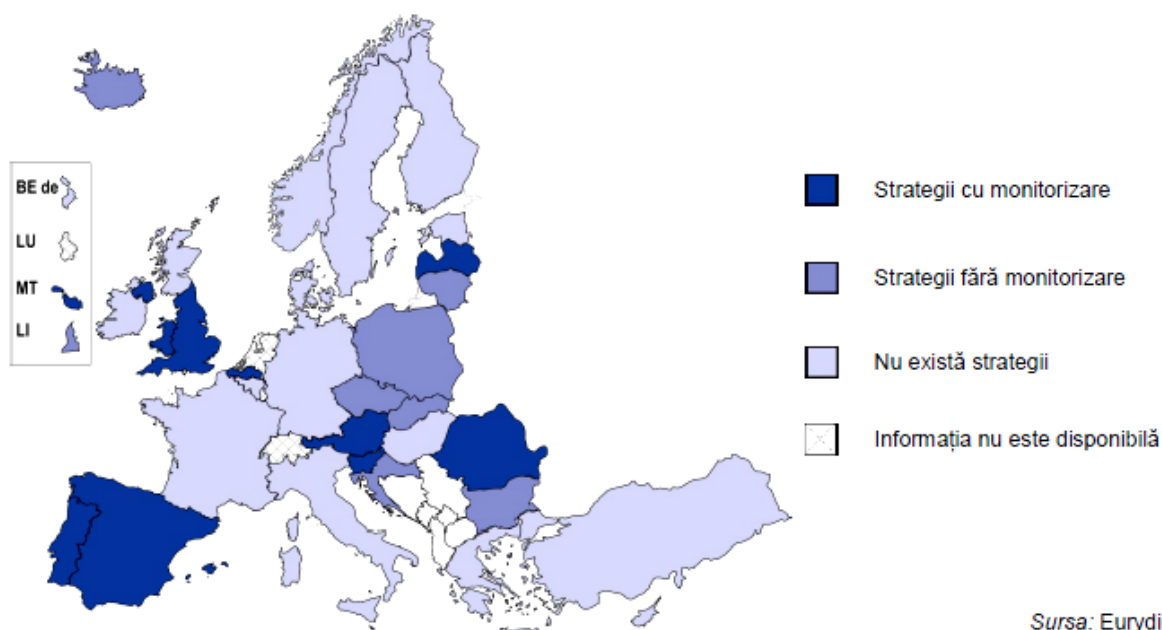 BE de
LU
MT
LI
Strategii cu monitorizare
Strategii fără monitorizare
Nu există strategii
Informația nu este disponibilă
Sursa: Eurydi